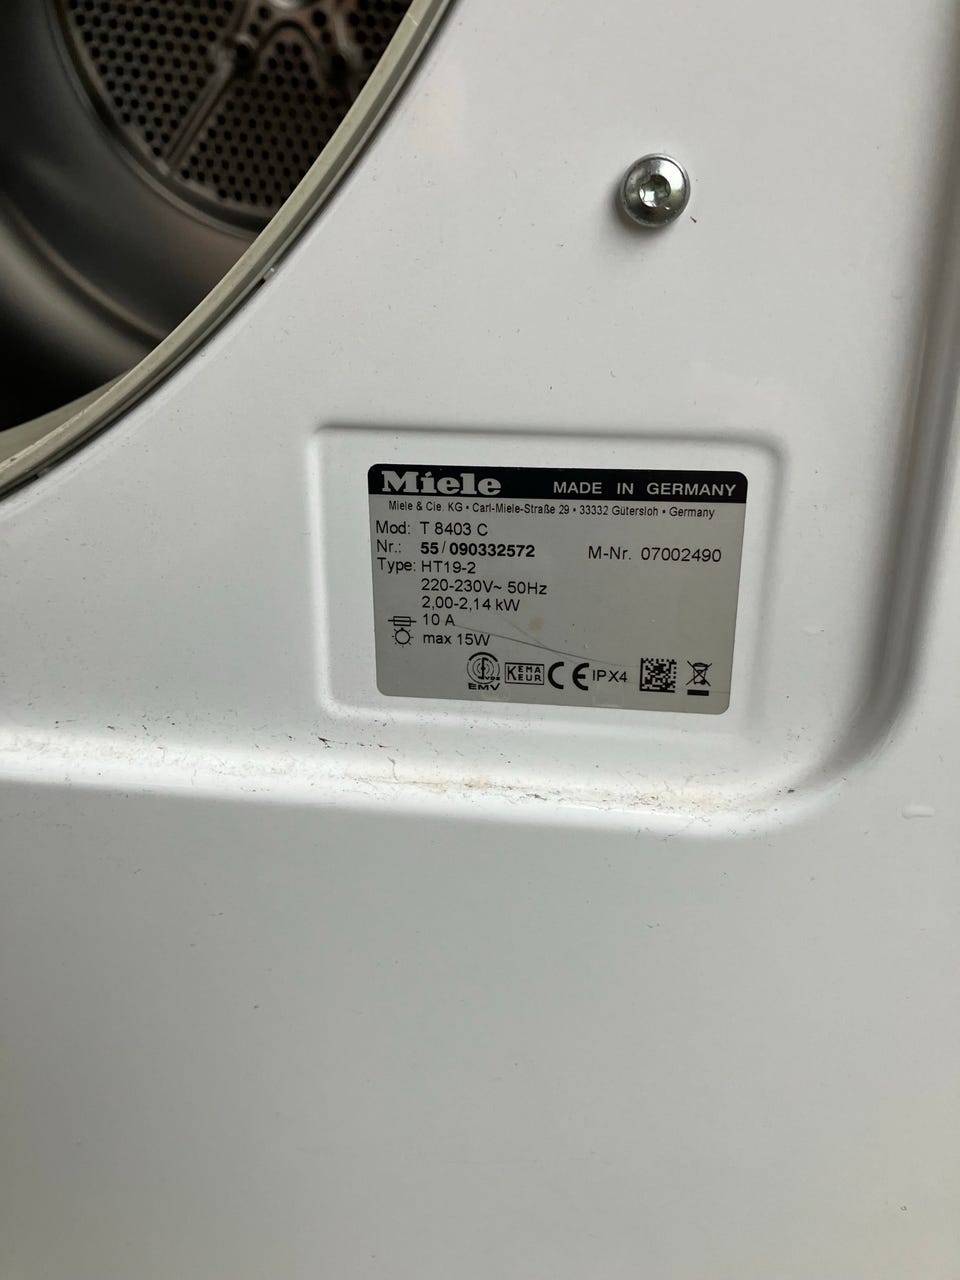 Miele MADE IN GERMANY
Miele & Cie. KG • Carl-Miele-Straße 29 • 33332 Gütersloh • Germany
Mod: T 8403 C
Nr.: 55/090332572 M-Nr. 07002490
Type: HT19-2
220-230V~ 50Hz
2,00-2,14 kW
10 A
max 15W
VDE
EMV
KEMA
KEUR
CE IPX4